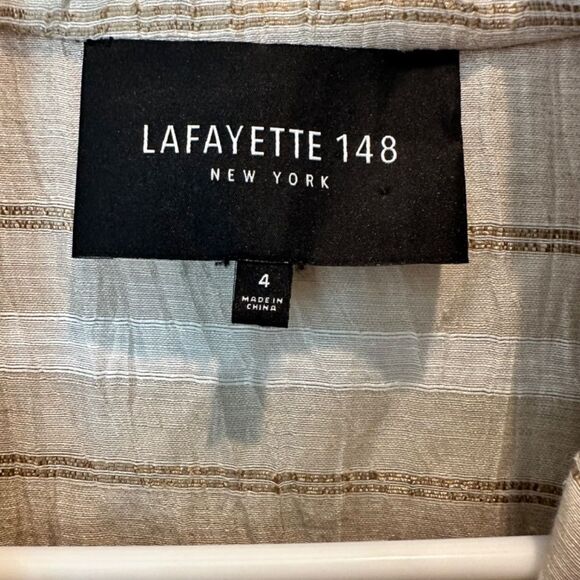 LAFAYETTE 148
NEW YORK
4
MADE IN
CHINA